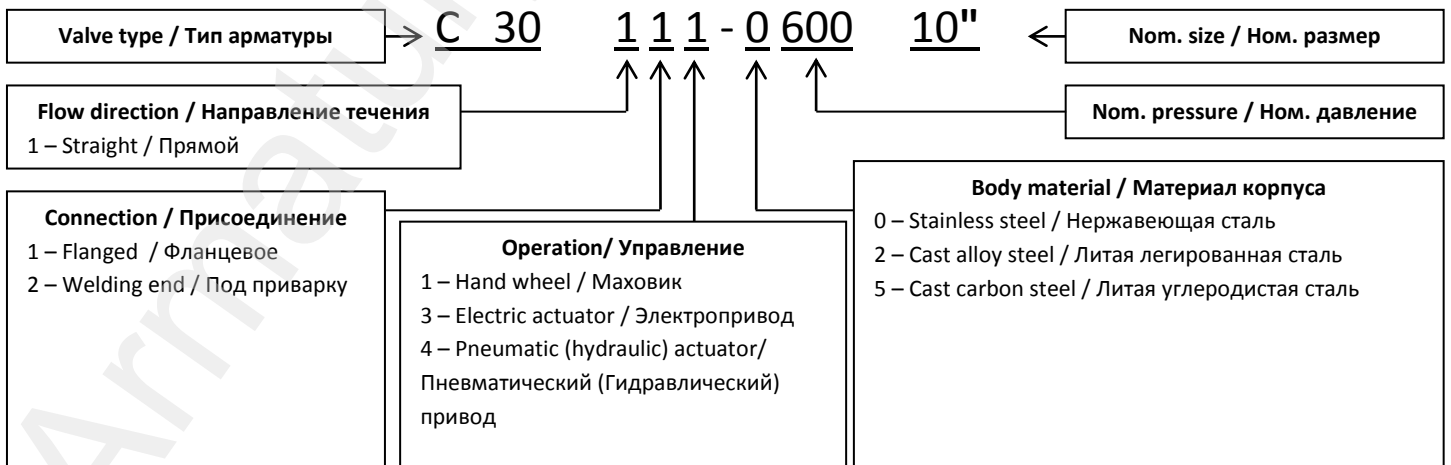 Valve type / Тип арматуры
C 30 1 1 1 - 0 600 10"
Nom. size / Ном. размер
Flow direction / Направление течения
1 – Straight / Прямой
Nom. pressure / Ном. давление
Connection / Присоединение
1 – Flanged / Фланцевое
2 – Welding end / Под приварку
Operation/ Управление
1 – Hand wheel / Маховик
3 – Electric actuator / Электропривод
4 – Pneumatic (hydraulic) actuator/
Пневматический (Гидравлический)
привод
Body material / Материал корпуса
0 – Stainless steel / Нержавеющая сталь
2 – Cast alloy steel / Литая легированная сталь
5 – Cast carbon steel / Литая углеродистая сталь
Armatu